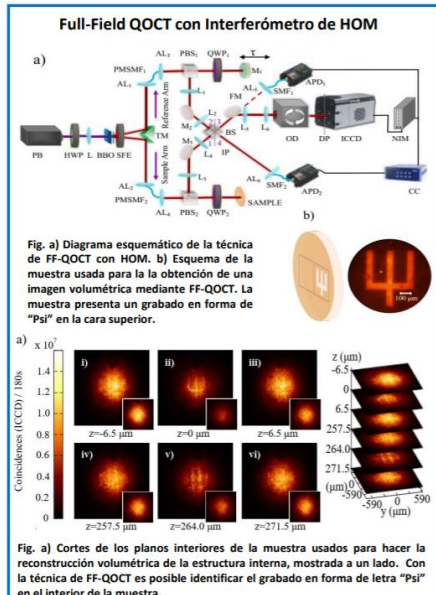 Full-Field QOCT con Interferómetro de HOM
a)
AL₃ PBS₁ QWP₁ τ
PMSMF₁
AL₁
L₁
M₁
AL₅
SMF₁
APD₁
FM
Reference Arm
M₂ L₂
2 3
1 4
BS
L₅ L₆
PB HWP L BBO SFE
TM
IP
OD DP ICCD
NIM
M₃ L₄
Sample Arm
L₃
AL₆
SMF₂
APD₂
CC
AL₂
PMSMF₂
AL₄
PBS₂ QWP₂ SAMPLE
b)
Fig. a) Diagrama esquemático de la técnica
de FF-QOCT con HOM. b) Esquema de la
muestra usada para la la obtención de una
imagen volumétrica mediante FF-QOCT. La
muestra presenta un grabado en forma de
“Psi” en la cara superior.
100 μm
a)
x 10⁷
1.4
1.2
1.0
0.8
0.6
0.4
0.2
0
Coincidences (ICCD) / 180s
i) ii) iii)
z=-6.5 μm z=0 μm z=6.5 μm
iv) v) vi)
z=257.5 μm z=264.0 μm z=271.5 μm
z
(μm)
-6.5
0
6.5
257.5
264.0
271.5
(μm)
-590
0
590
-590 0 590
y (μm)
Fig. a) Cortes de los planos interiores de la muestra usados para hacer la
reconstrucción volumétrica de la estructura interna, mostrada a un lado. Con
la técnica de FF-QOCT es posible identificar el grabado en forma de letra “Psi”
en el interior de la muestra.